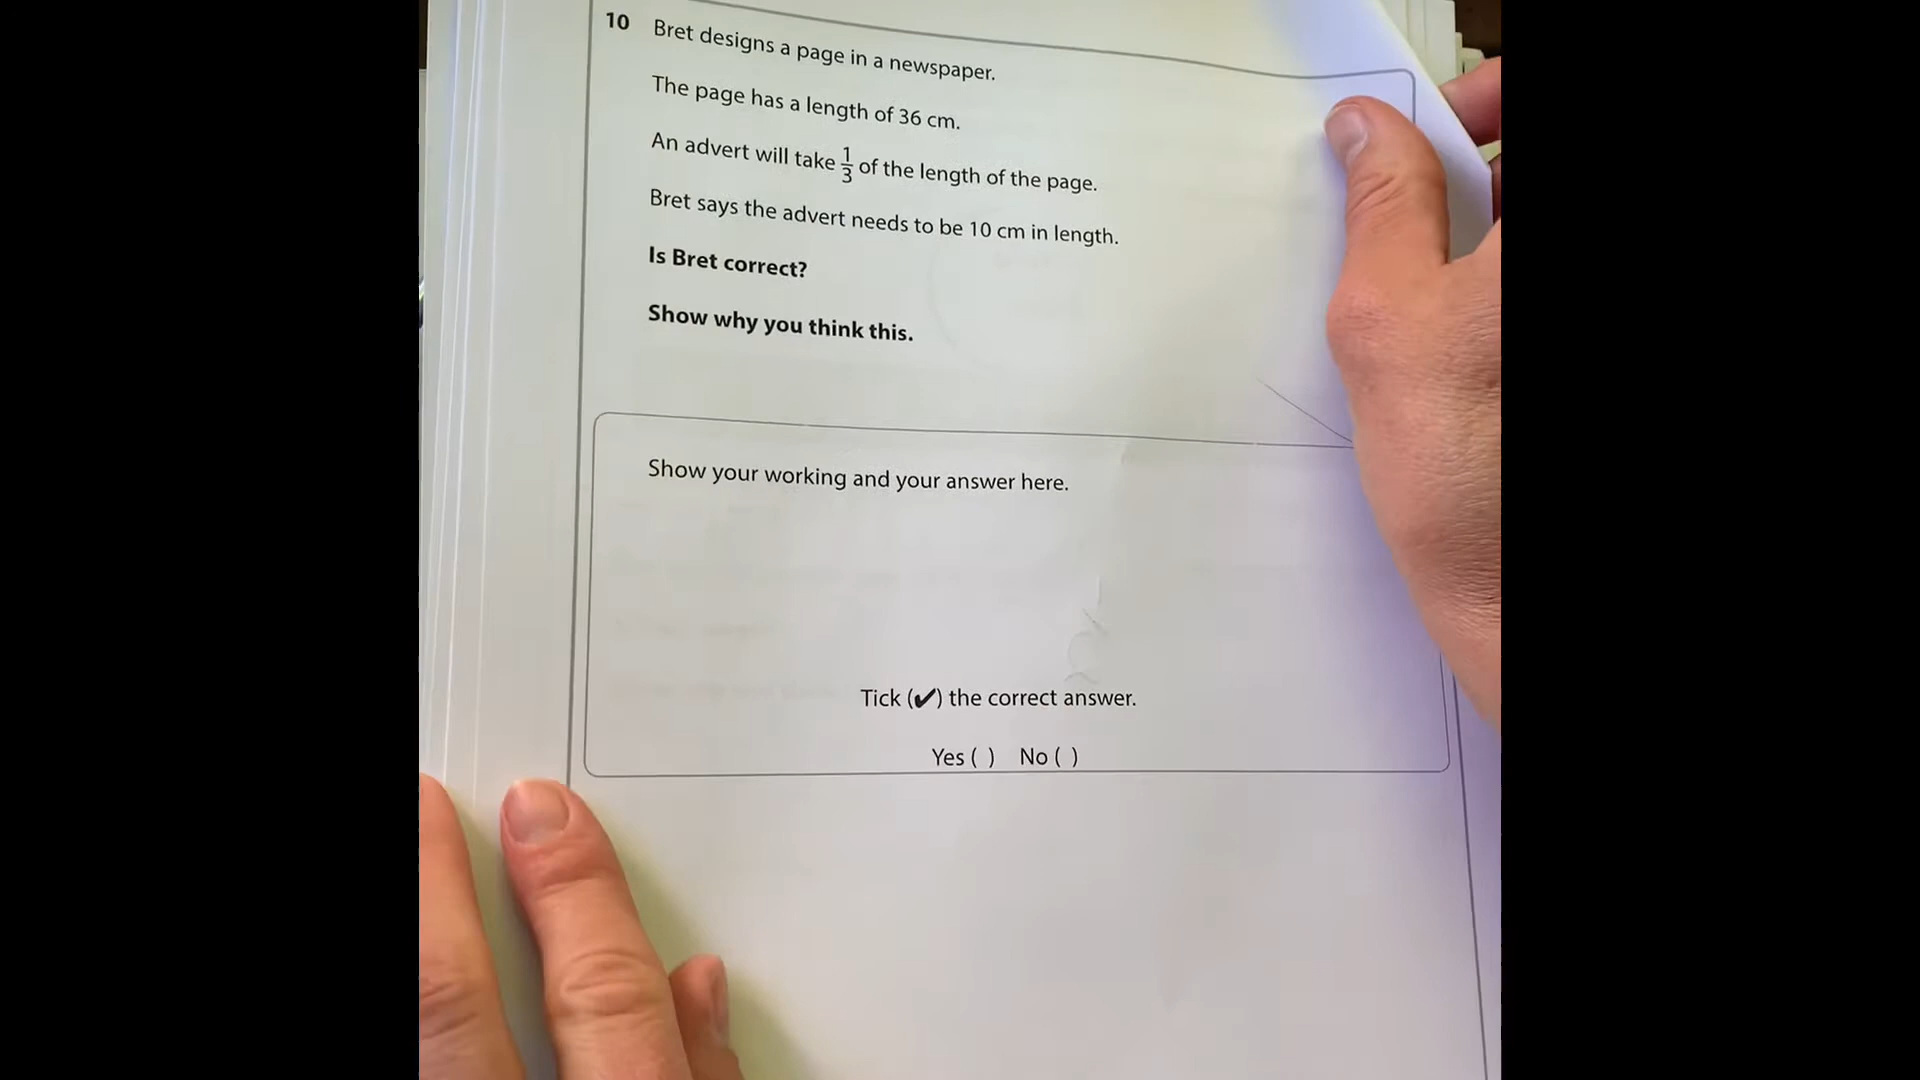 10 Bret designs a page in a newspaper.
The page has a length of 36 cm.
An advert will take 1/3 of the length of the page.
Bret says the advert needs to be 10 cm in length.
Is Bret correct?
Show why you think this.
Show your working and your answer here.
Tick (✔) the correct answer.
Yes ( ) No ( )